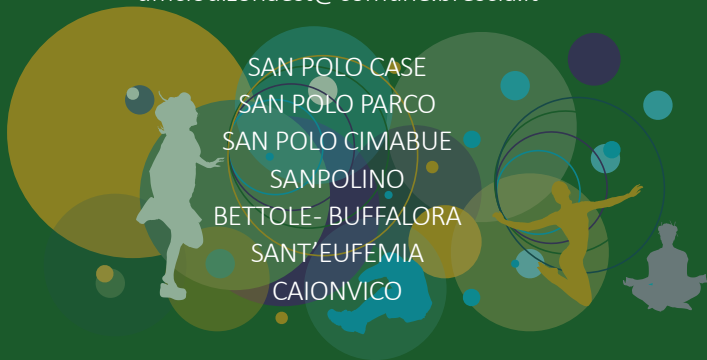 SAN POLO CASE
SAN POLO PARCO
SAN POLO CIMABUE
SANPOLINO
BETTOLE- BUFFALORA
SANT’EUFEMIA
CAIONVICO